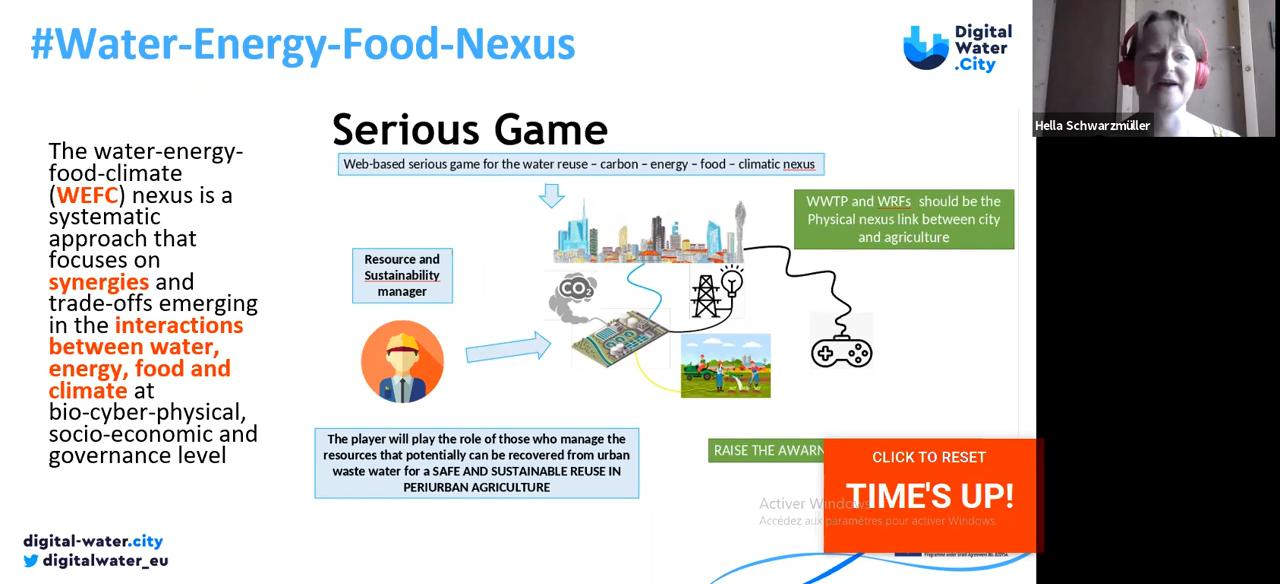 #Water-Energy-Food-Nexus
Digital
Water
.City
Hella Schwarzmüller
The water-energy-
food-climate
(WEFC) nexus is a
systematic
approach that
focuses on
synergies and
trade-offs emerging
in the interactions
between water,
energy, food and
climate at
bio-cyber-physical,
socio-economic and
governance level
Serious Game
Web-based serious game for the water reuse – carbon – energy – food – climatic nexus
WWTP and WRFs should be the
Physical nexus link between city
and agriculture
Resource and
Sustainability
manager
CO2
The player will play the role of those who manage the
resources that potentially can be recovered from urban
waste water for a SAFE AND SUSTAINABLE REUSE IN
PERIURBAN AGRICULTURE
RAISE THE AWARN
CLICK TO RESET
TIME'S UP!
Activer Windows
Accédez aux paramètres pour activer Windows.
digital-water.city
digitalwater_eu